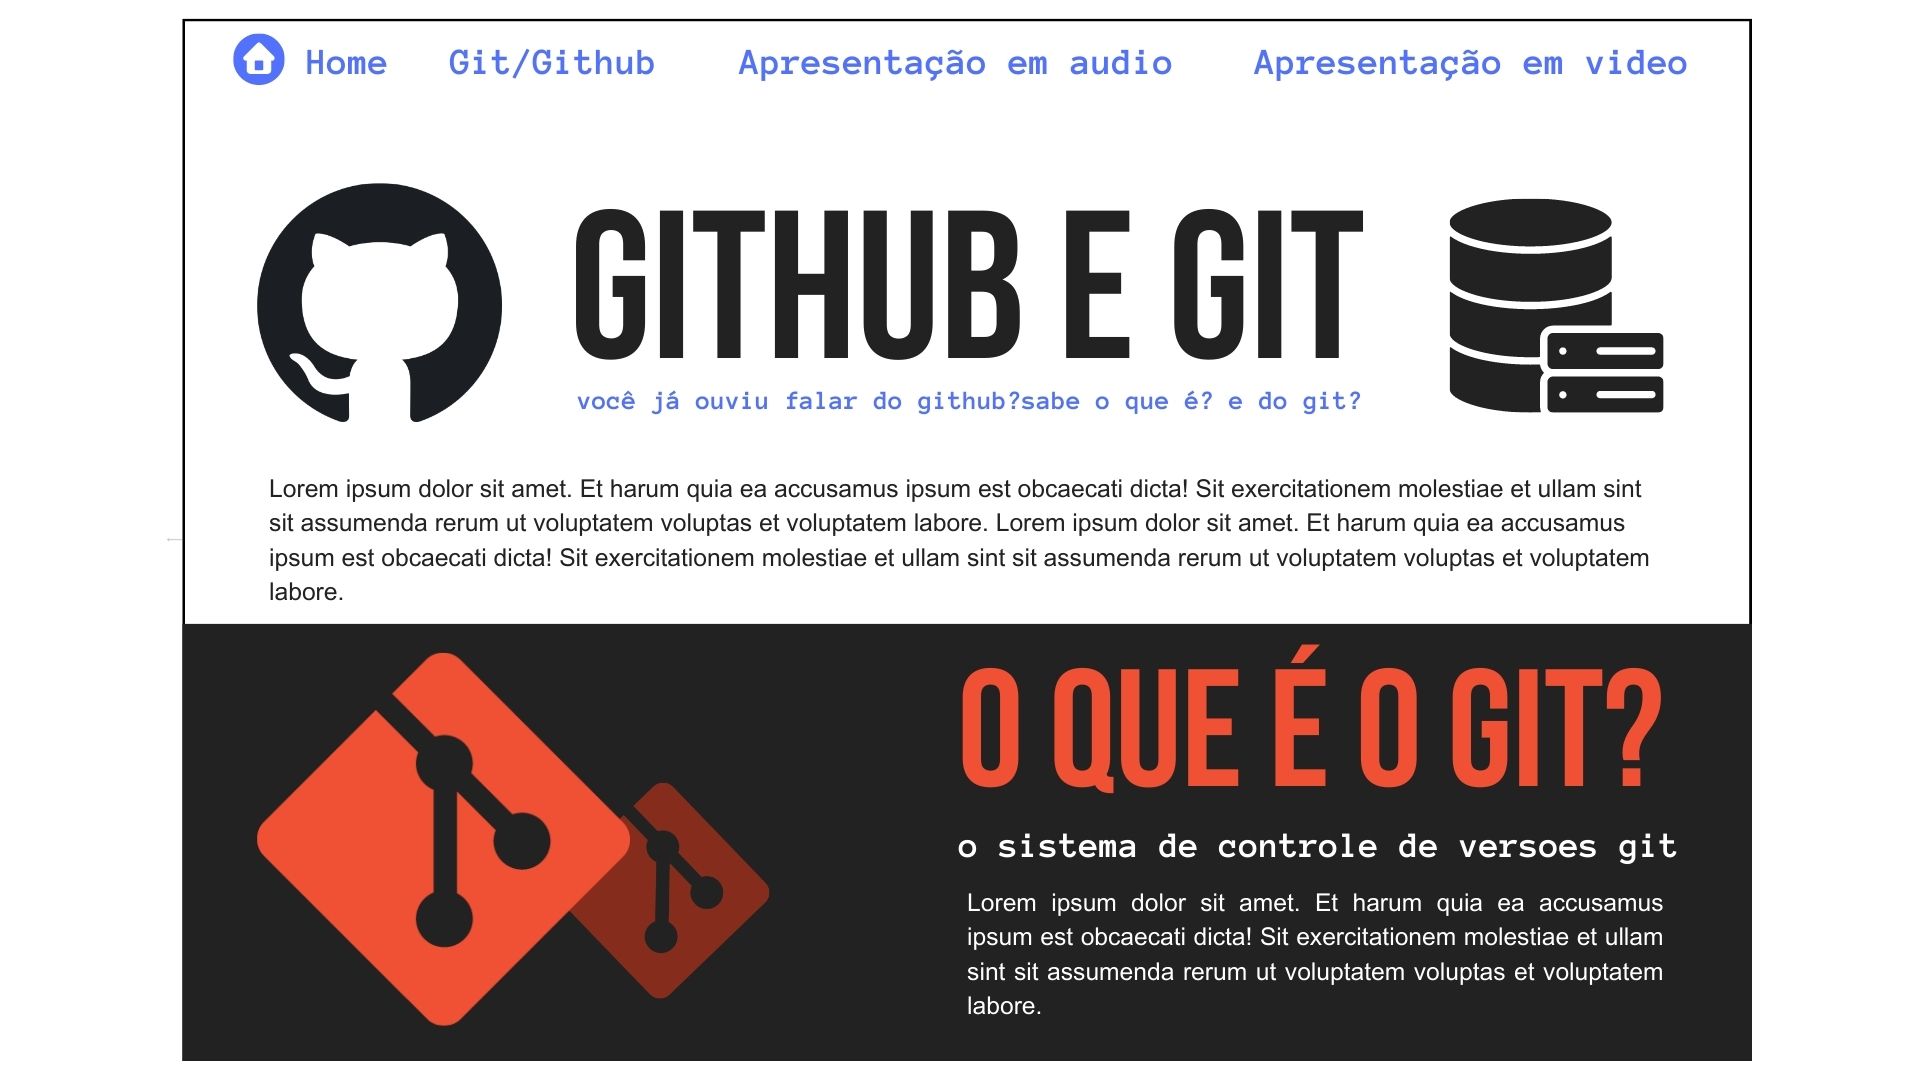 Home Git/Github Apresentação em audio Apresentação em video
GITHUB E GIT
você já ouviu falar do github?sabe o que é? e do git?
Lorem ipsum dolor sit amet. Et harum quia ea accusamus ipsum est obcaecati dicta! Sit exercitationem molestiae et ullam sint
sit assumenda rerum ut voluptatem voluptas et voluptatem labore. Lorem ipsum dolor sit amet. Et harum quia ea accusamus
ipsum est obcaecati dicta! Sit exercitationem molestiae et ullam sint sit assumenda rerum ut voluptatem voluptas et voluptatem
labore.
O QUE É O GIT?
o sistema de controle de versoes git
Lorem ipsum dolor sit amet. Et harum quia ea accusamus
ipsum est obcaecati dicta! Sit exercitationem molestiae et ullam
sint sit assumenda rerum ut voluptatem voluptas et voluptatem
labore.